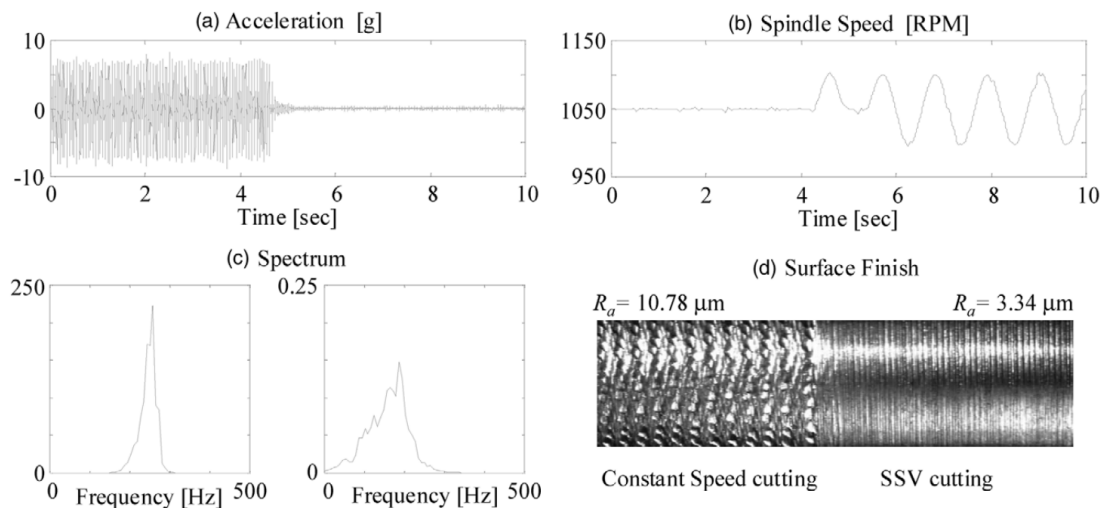 (a) Acceleration [g]
10
0
-10
0 2 4 6 8 10
Time [sec]
(b) Spindle Speed [RPM]
1150
1050
950
0 2 4 6 8 10
Time [sec]
(c) Spectrum
250
0
500
Frequency [Hz]
0.25
0
500
Frequency [Hz]
(d) Surface Finish
Ra = 10.78 μm
Ra = 3.34 μm
Constant Speed cutting
SSV cutting